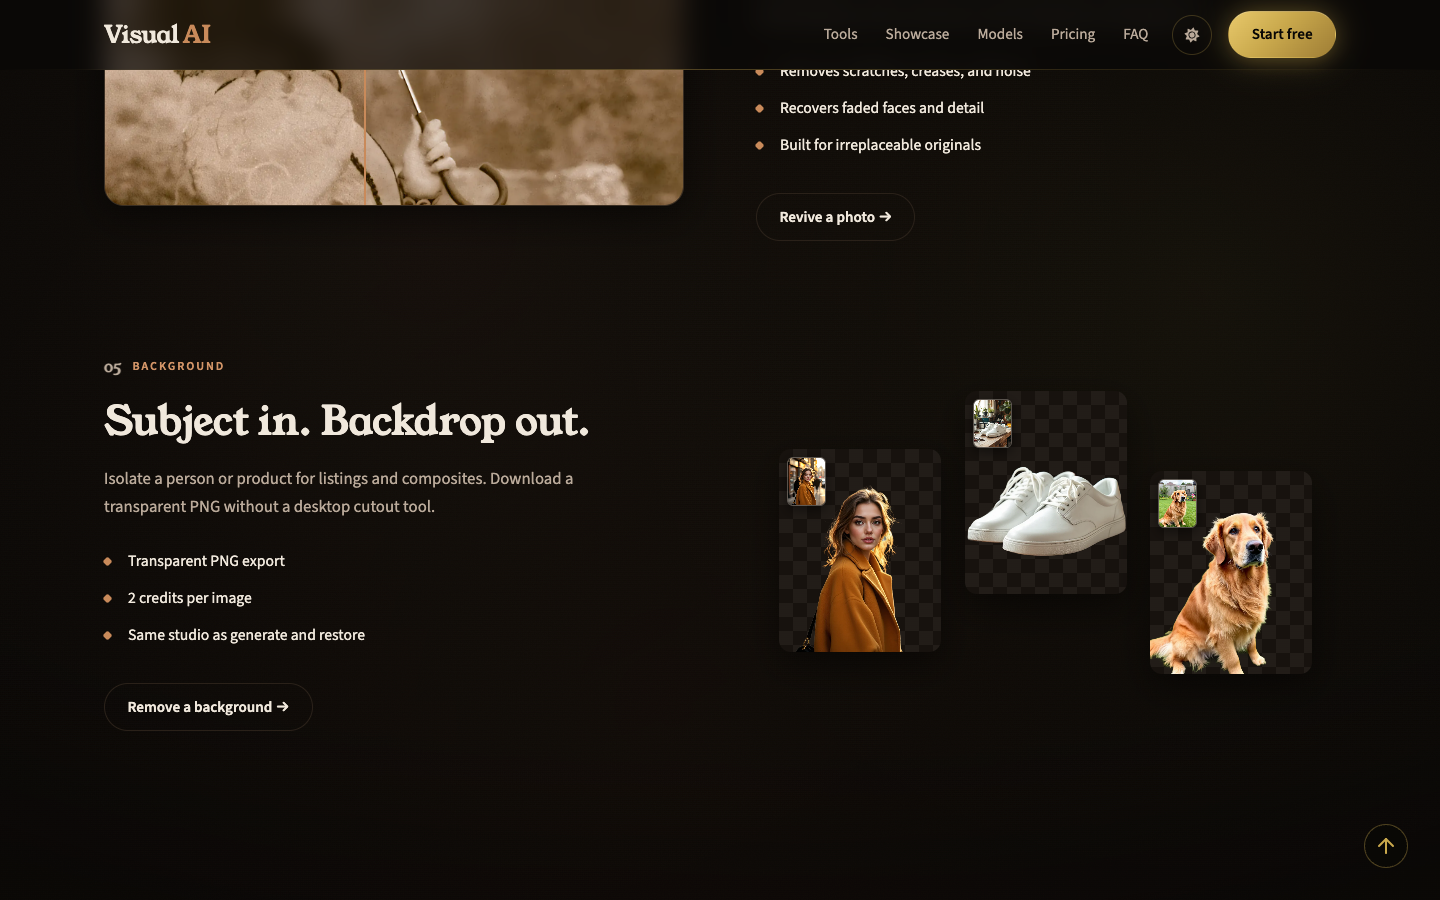 Visual AI
Tools
Showcase
Models
Pricing
FAQ
Start free
Removes scratches, creases, and noise
Recovers faded faces and detail
Built for irreplaceable originals
Revive a photo →
05 BACKGROUND
Subject in. Backdrop out.
Isolate a person or product for listings and composites. Download a
transparent PNG without a desktop cutout tool.
Transparent PNG export
2 credits per image
Same studio as generate and restore
Remove a background →